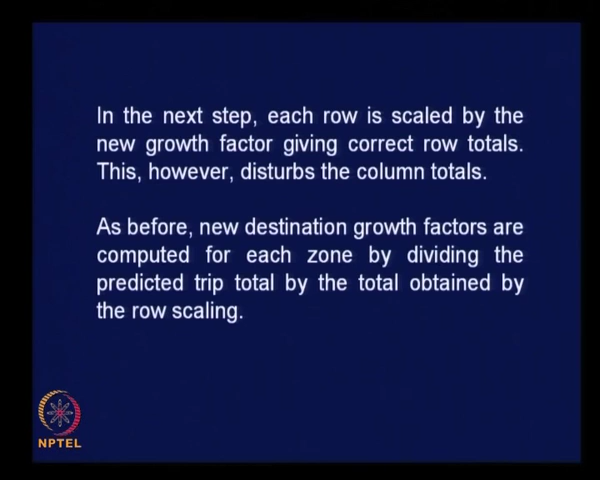 In the next step, each row is scaled by the
new growth factor giving correct row totals.
This, however, disturbs the column totals.
As before, new destination growth factors are
computed for each zone by dividing the
predicted trip total by the total obtained by
the row scaling.
NPTEL